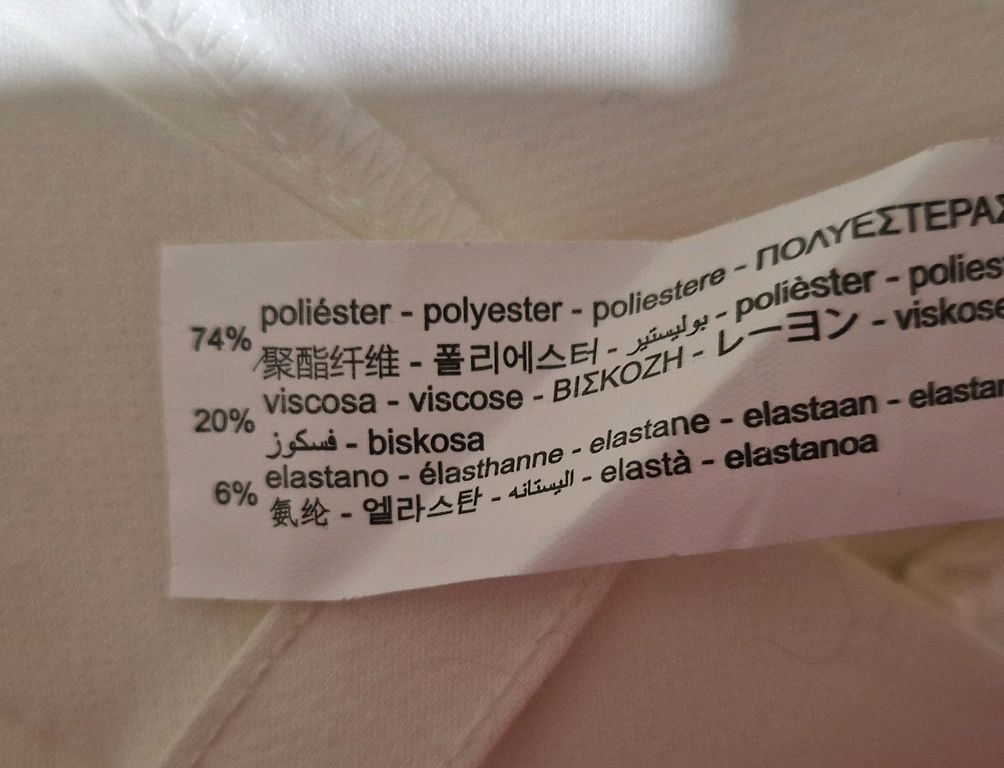 74% poliéster - polyester - poliestere - ΠΟΛΥΕΣΤΕΡΑΣ
聚酯纤维 - 폴리에스터 - بوليستير - polièster - polies
20% viscosa - viscose - ΒΙΣΚΟΖΗ - レーヨン - viskose
فسكوز - biskosa
6% elastano - élasthanne - elastane - elastaan - elastan
氨纶 - 엘라스탄 - اليستانه - elastà - elastanoa